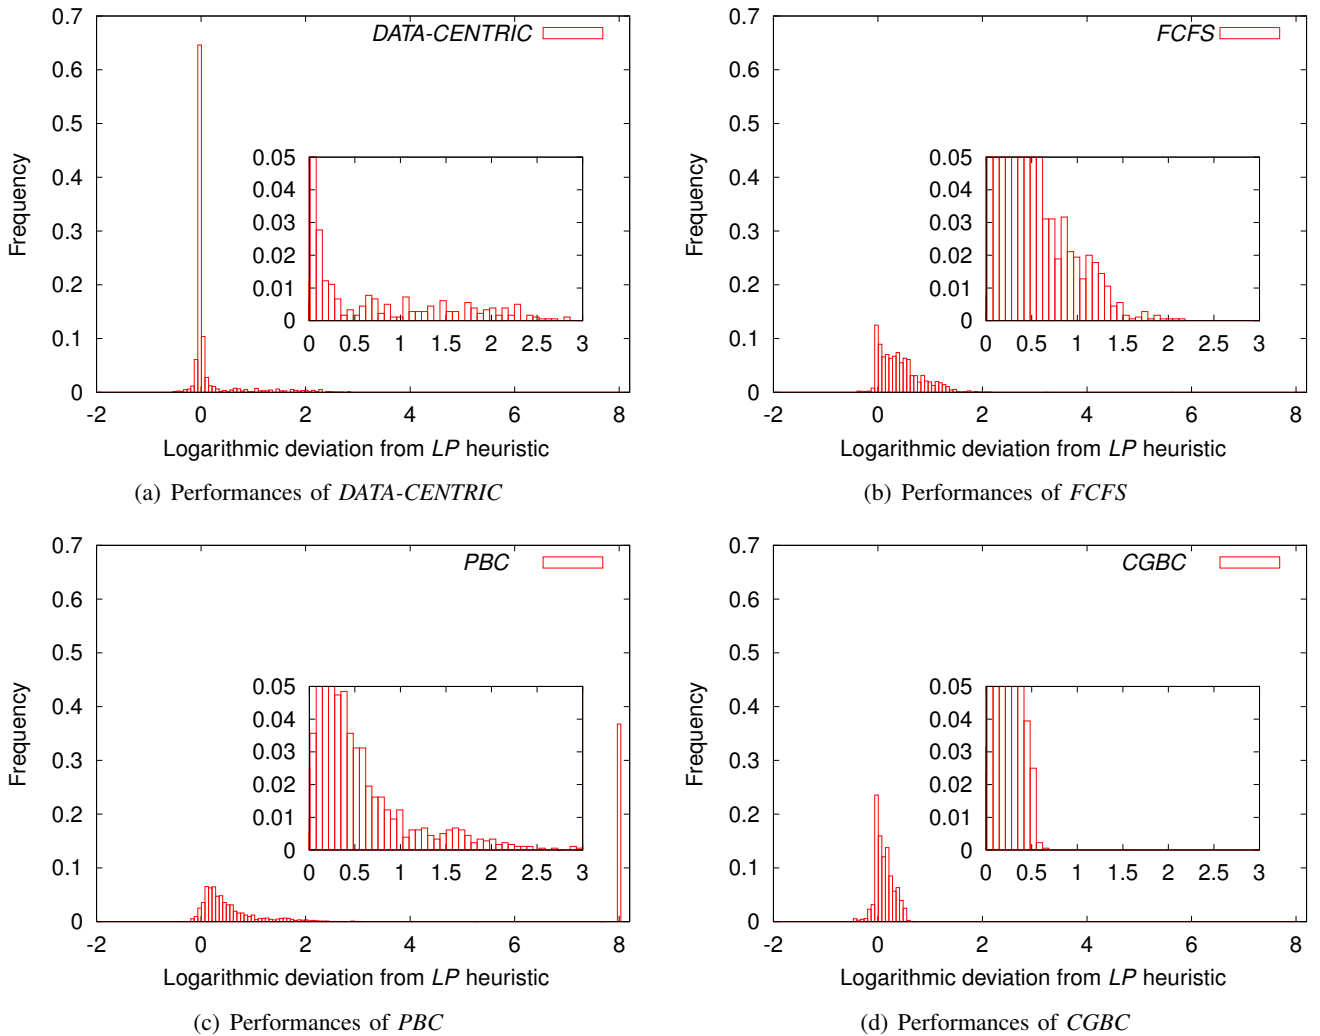 0.7
0.6
0.5
0.4
0.3
0.2
0.1
0
-2 0 2 4 6 8
Frequency
Logarithmic deviation from LP heuristic
DATA-CENTRIC
0.05
0.04
0.03
0.02
0.01
0
0 0.5 1 1.5 2 2.5 3
(a) Performances of DATA-CENTRIC
0.7
0.6
0.5
0.4
0.3
0.2
0.1
0
-2 0 2 4 6 8
Frequency
Logarithmic deviation from LP heuristic
FCFS
0.05
0.04
0.03
0.02
0.01
0
0 0.5 1 1.5 2 2.5 3
(b) Performances of FCFS
0.7
0.6
0.5
0.4
0.3
0.2
0.1
0
-2 0 2 4 6 8
Frequency
Logarithmic deviation from LP heuristic
PBC
0.05
0.04
0.03
0.02
0.01
0
0 0.5 1 1.5 2 2.5 3
(c) Performances of PBC
0.7
0.6
0.5
0.4
0.3
0.2
0.1
0
-2 0 2 4 6 8
Frequency
Logarithmic deviation from LP heuristic
CGBC
0.05
0.04
0.03
0.02
0.01
0
0 0.5 1 1.5 2 2.5 3
(d) Performances of CGBC